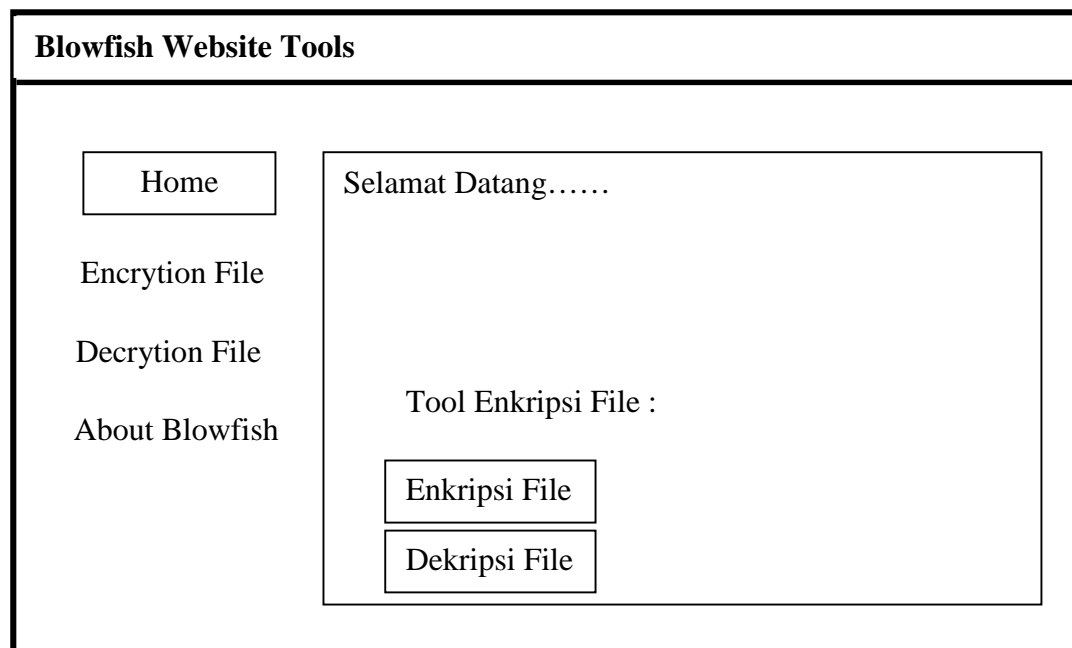 Blowfish Website Tools
Home
Encrytion File
Decrytion File
About Blowfish
Selamat Datang……
Tool Enkripsi File :
Enkripsi File
Dekripsi File